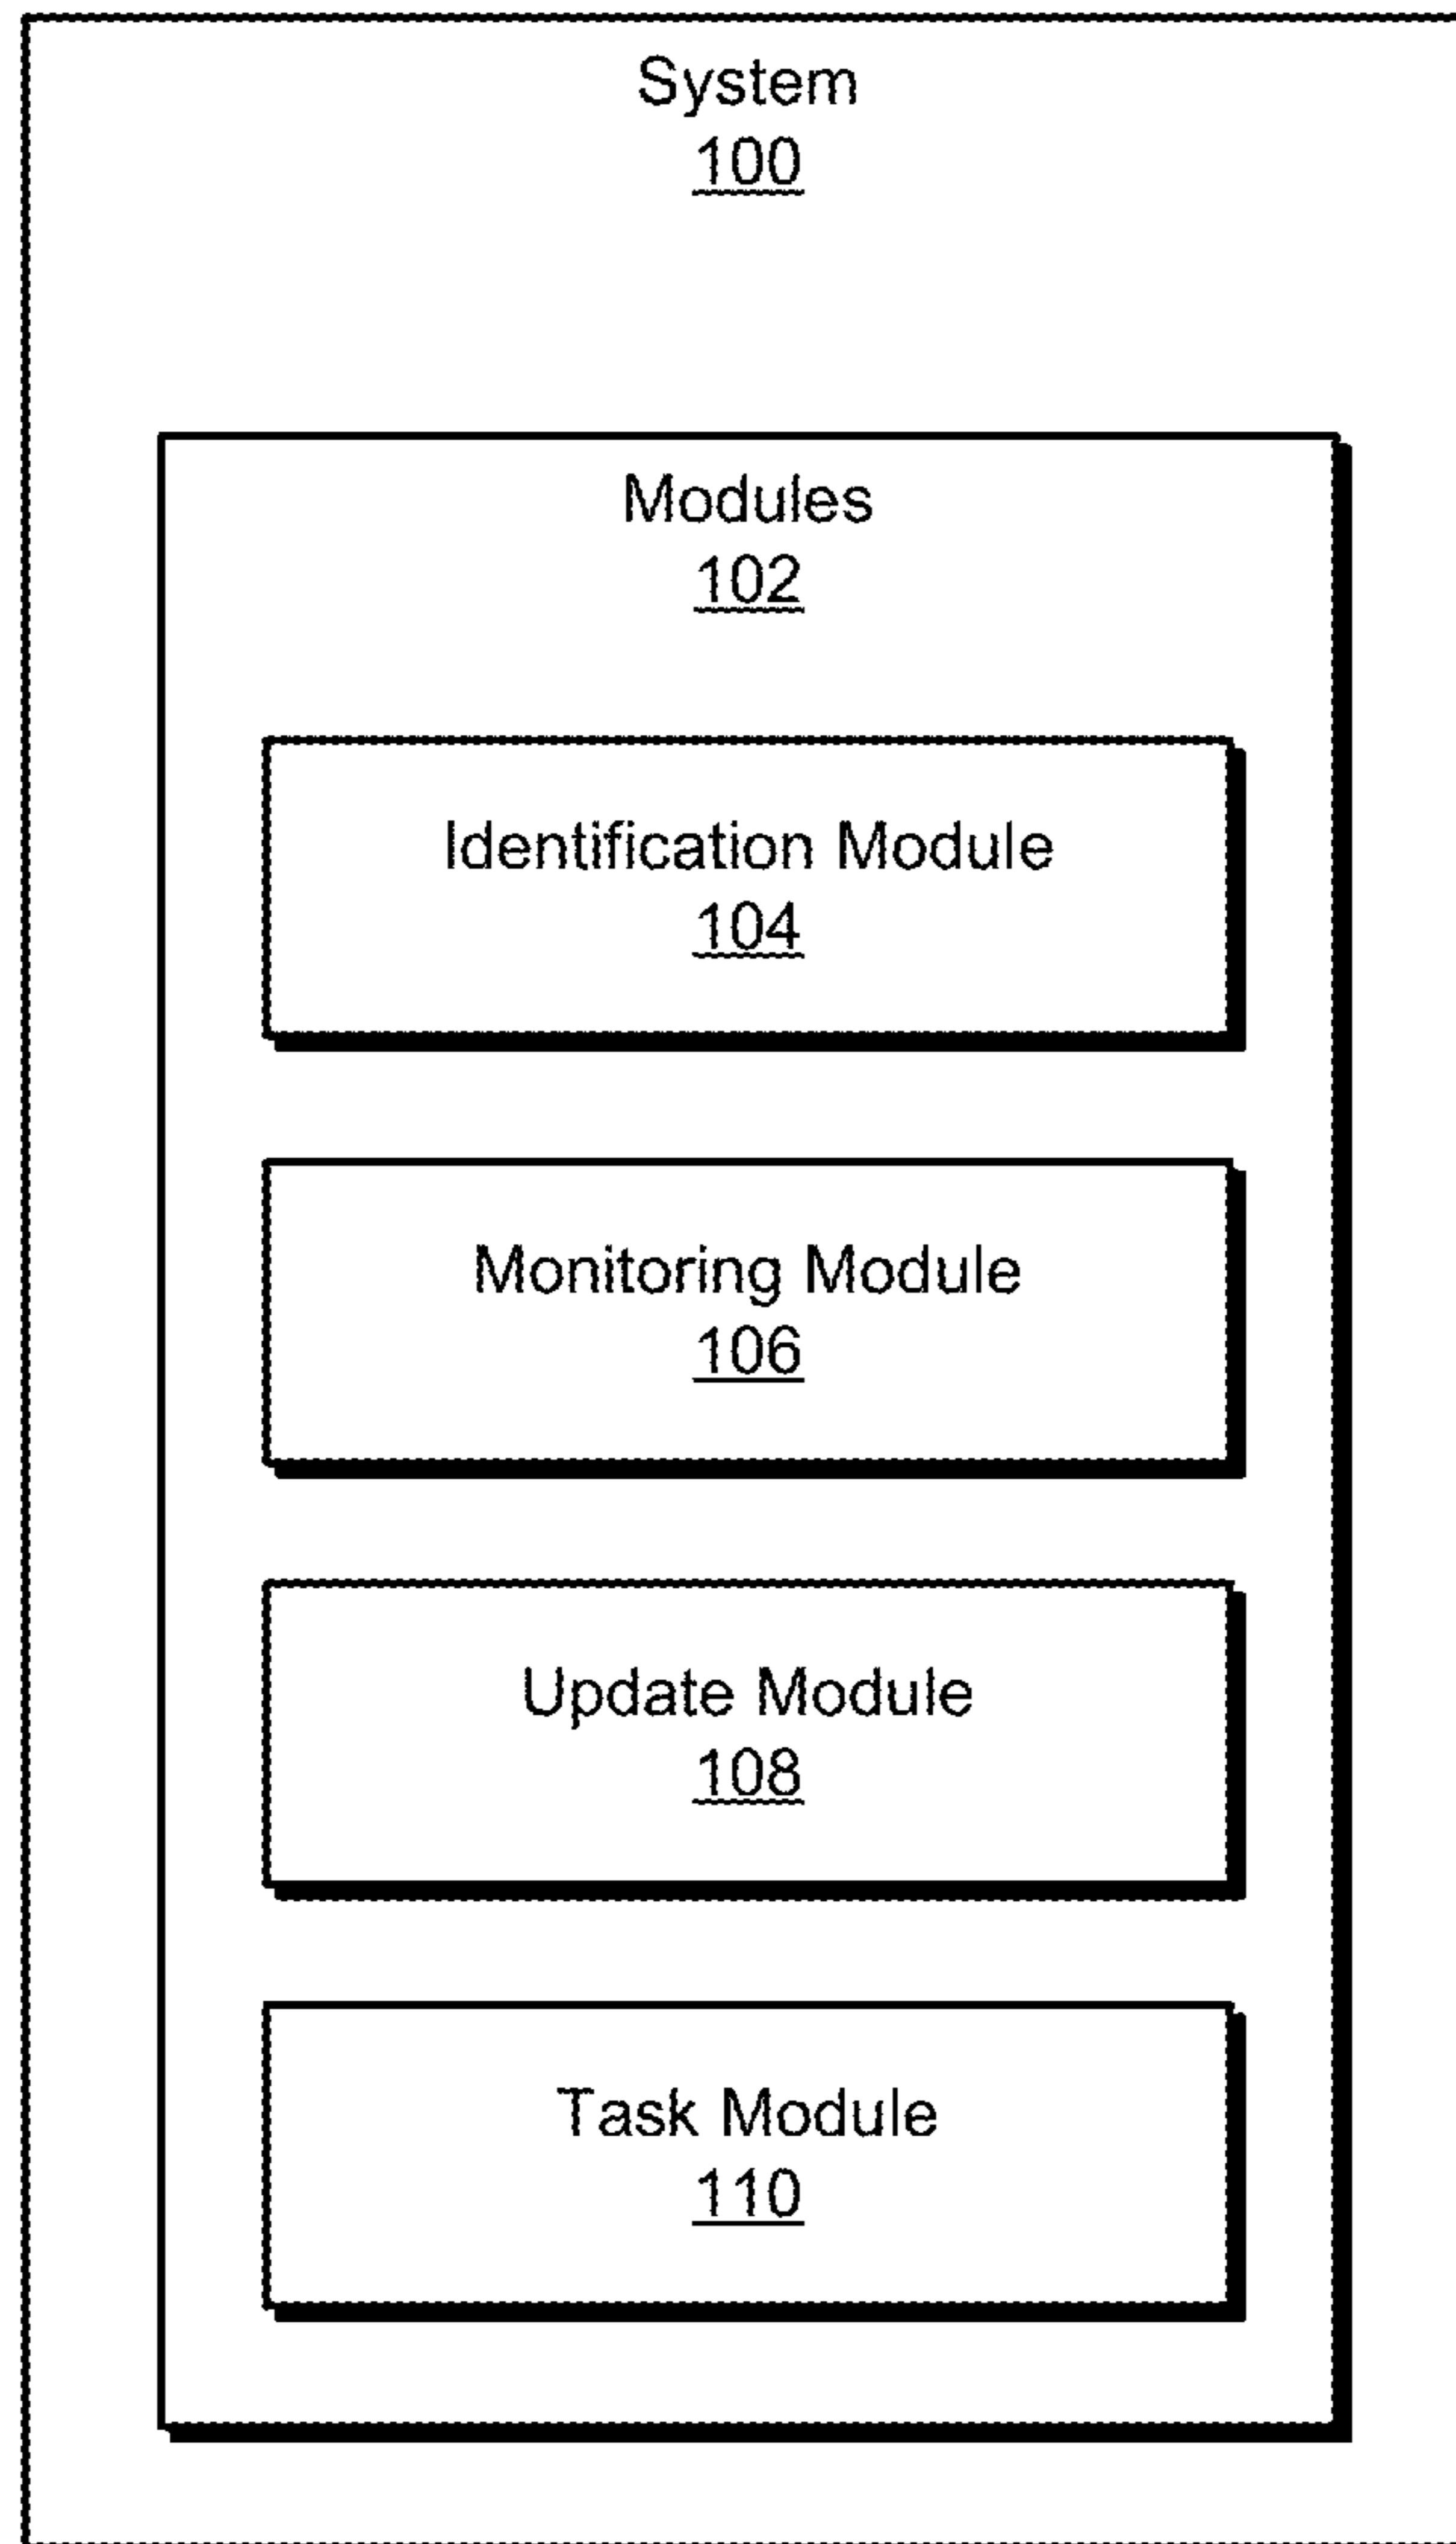 System
100
Modules
102
Identification Module
104
Monitoring Module
106
Update Module
108
Task Module
110